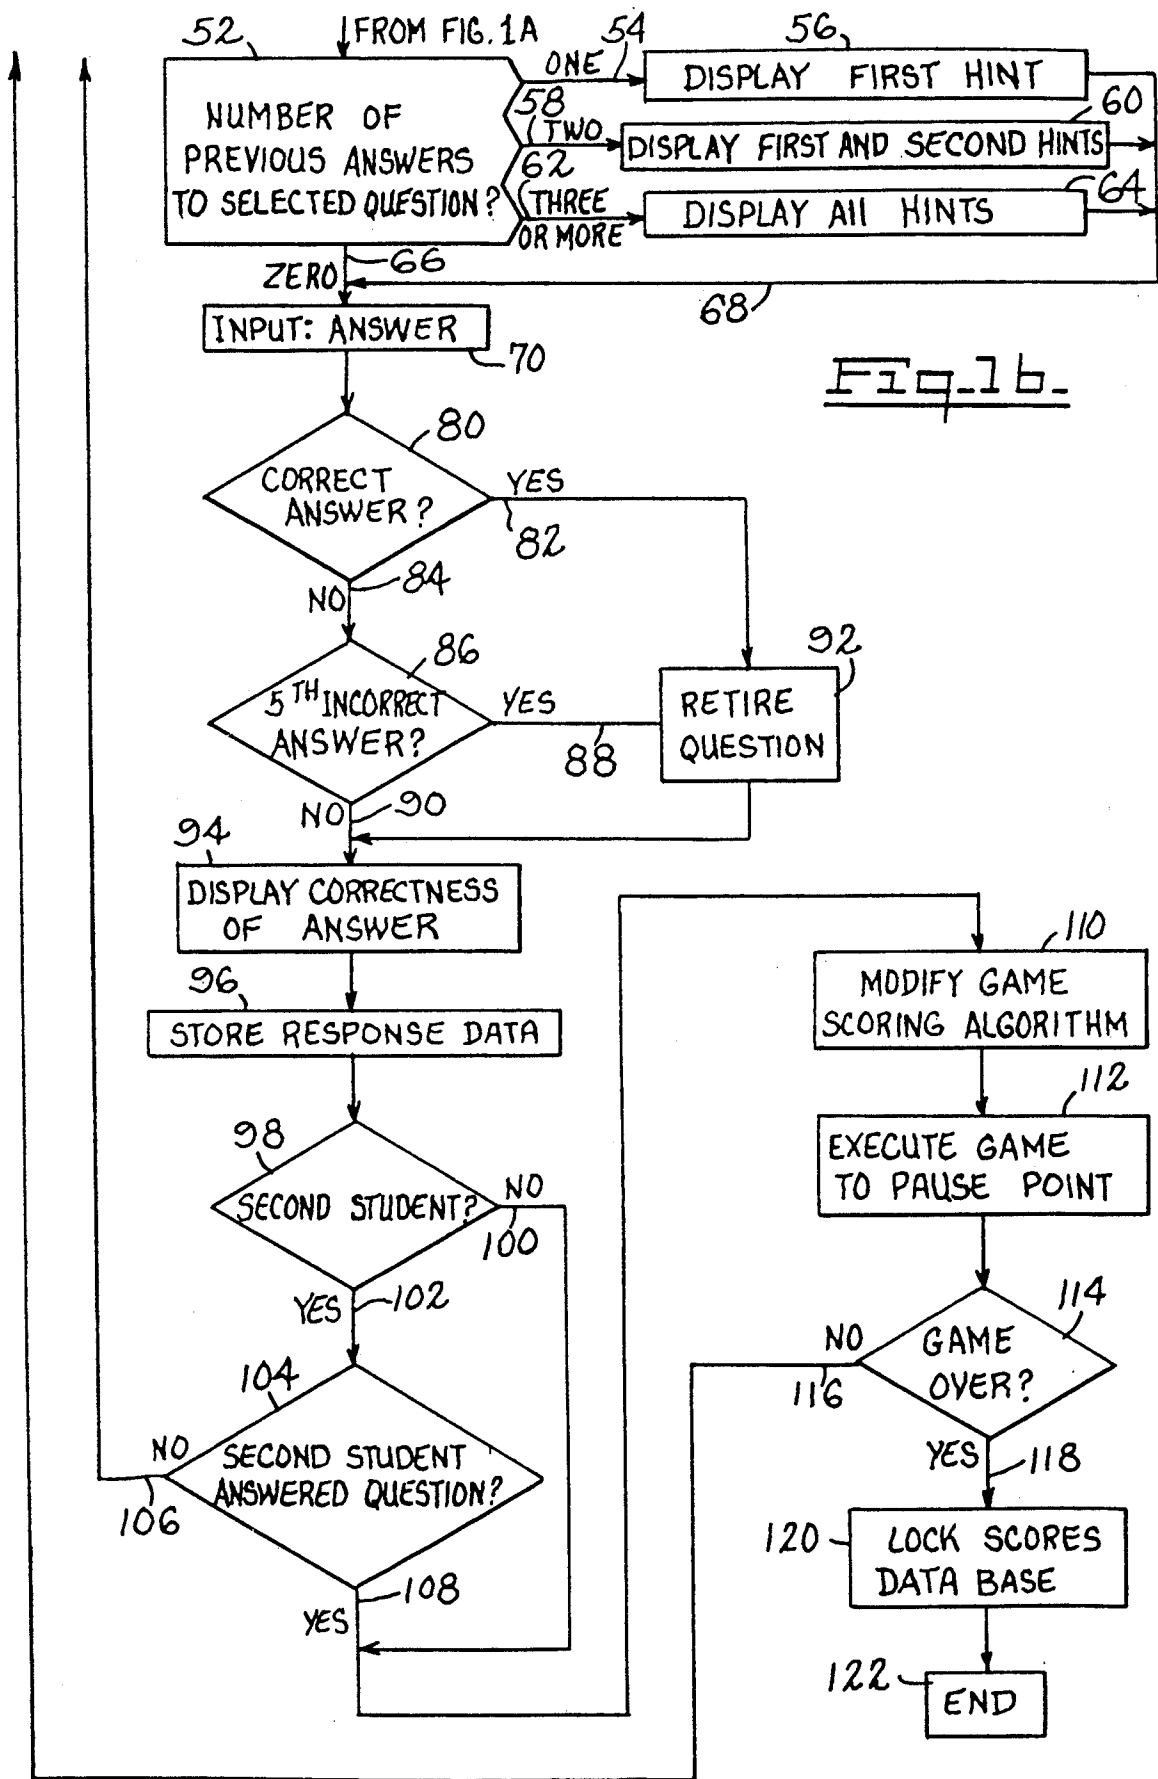 52
FROM FIG. 1A
54
56
ONE
DISPLAY FIRST HINT
NUMBER OF
PREVIOUS ANSWERS
TO SELECTED QUESTION?
58
TWO
60
DISPLAY FIRST AND SECOND HINTS
62
THREE
OR MORE
64
DISPLAY All HINTS
ZERO
66
68
INPUT: ANSWER
70
Fig.1b.
80
CORRECT
ANSWER?
YES
82
84
NO
86
5TH INCORRECT
ANSWER?
YES
88
92
RETIRE
QUESTION
NO
90
94
DISPLAY CORRECTNESS
OF ANSWER
96
STORE RESPONSE DATA
98
SECOND STUDENT?
NO
100
YES
102
104
NO
106
SECOND STUDENT
ANSWERED QUESTION?
108
YES
110
MODIFY GAME
SCORING ALGORITHM
112
EXECUTE GAME
TO PAUSE POINT
114
NO
116
GAME
OVER?
YES
118
120
LOCK SCORES
DATA BASE
122
END